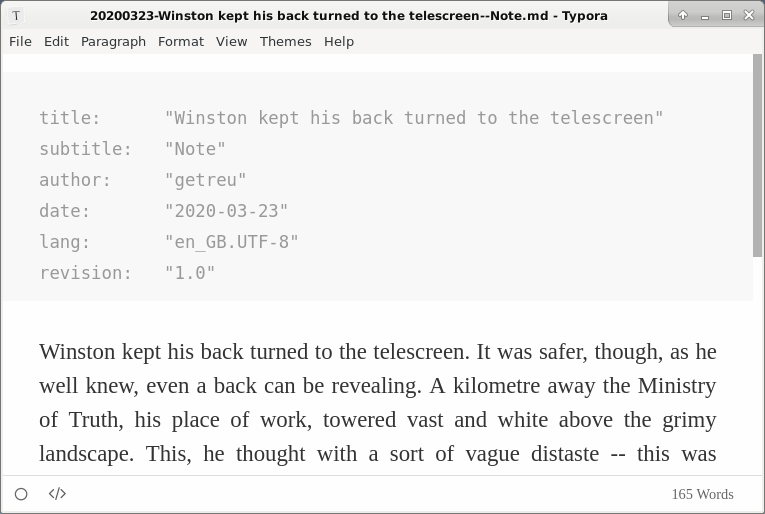 T 20200323-Winston kept his back turned to the telescreen--Note.md - Typora
File Edit Paragraph Format View Themes Help
title: "Winston kept his back turned to the telescreen"
subtitle: "Note"
author: "getreu"
date: "2020-03-23"
lang: "en_GB.UTF-8"
revision: "1.0"
Winston kept his back turned to the telescreen. It was safer, though, as he
well knew, even a back can be revealing. A kilometre away the Ministry
of Truth, his place of work, towered vast and white above the grimy
landscape. This, he thought with a sort of vague distaste -- this was
</> 165 Words